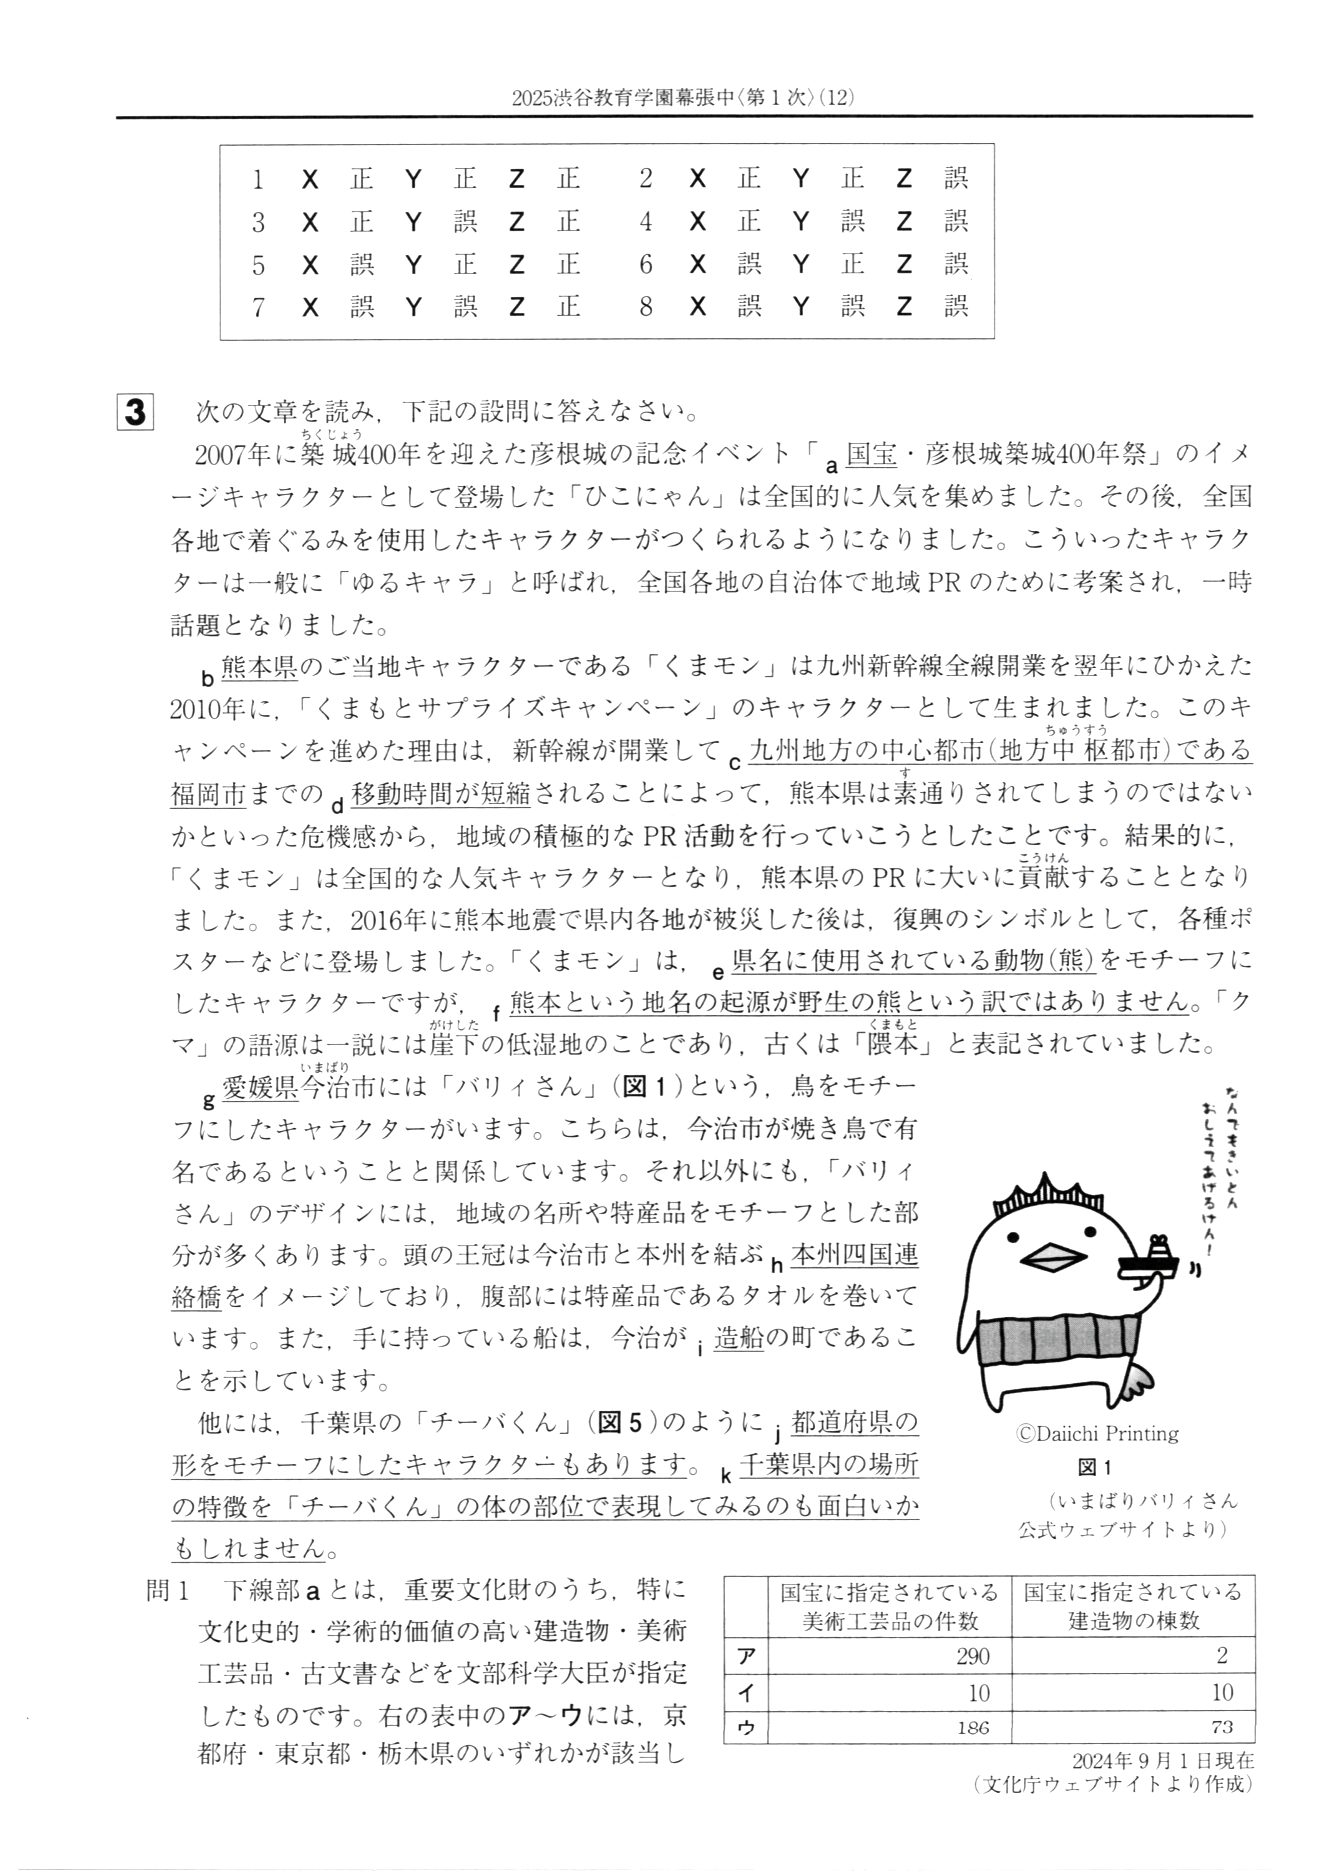 2025渋谷教育学園幕張中〈第1次〉(12)
1 X 正 Y 正 Z 正 2 X 正 Y 正 Z 誤
3 X 正 Y 誤 Z 正 4 X 正 Y 誤 Z 誤
5 X 誤 Y 正 Z 正 6 X 誤 Y 正 Z 誤
7 X 誤 Y 誤 Z 正 8 X 誤 Y 誤 Z 誤
3 次の文章を読み，下記の設問に答えなさい。
ちくじょう
2007年に築城400年を迎えた彦根城の記念イベント「a国宝・彦根城築城400年祭」のイメ
ージキャラクターとして登場した「ひこにゃん」は全国的に人気を集めました。その後，全国
各地で着ぐるみを使用したキャラクターがつくられるようになりました。こういったキャラク
ターは一般に「ゆるキャラ」と呼ばれ，全国各地の自治体で地域 PR のために考案され，一時
話題となりました。
b熊本県のご当地キャラクターである「くまモン」は九州新幹線全線開業を翌年にひかえた
2010年に，「くまもとサプライズキャンペーン」のキャラクターとして生まれました。このキ
ちゅうすう
ャンペーンを進めた理由は，新幹線が開業してc九州地方の中心都市(地方中枢都市)である
す
福岡市までのd移動時間が短縮されることによって，熊本県は素通りされてしまうのではない
かといった危機感から，地域の積極的な PR 活動を行っていこうとしたことです。結果的に，
こうけん
「くまモン」は全国的な人気キャラクターとなり，熊本県の PR に大いに貢献することとなり
ました。また，2016年に熊本地震で県内各地が被災した後は，復興のシンボルとして，各種ポ
スターなどに登場しました。「くまモン」は，e県名に使用されている動物(熊)をモチーフに
したキャラクターですが，f熊本という地名の起源が野生の熊という訳ではありません。「ク
がけした くまもと
マ」の語源は一説には崖下の低湿地のことであり，古くは「隈本」と表記されていました。
いまばり
g愛媛県今治市には「バリィさん」(図1)という，鳥をモチー
フにしたキャラクターがいます。こちらは，今治市が焼き鳥で有
名であるということと関係しています。それ以外にも，「バリィ
さん」のデザインには，地域の名所や特産品をモチーフとした部
分が多くあります。頭の王冠は今治市と本州を結ぶh本州四国連
絡橋をイメージしており，腹部には特産品であるタオルを巻いて
います。また，手に持っている船は，今治がi造船の町であるこ
とを示しています。
他には，千葉県の「チーバくん」(図5)のようにj都道府県の
形をモチーフにしたキャラクターもあります。k千葉県内の場所
の特徴を「チーバくん」の体の部位で表現してみるのも面白いか
もしれません。
なんでもきいとん
おしえてあげるけん！
©Daiichi Printing
図1
（いまばりバリィさん
公式ウェブサイトより）
問1 下線部aとは，重要文化財のうち，特に
文化史的・学術的価値の高い建造物・美術
工芸品・古文書などを文部科学大臣が指定
したものです。右の表中のア～ウには，京
都府・東京都・栃木県のいずれかが該当し
国宝に指定されている 国宝に指定されている
美術工芸品の件数 建造物の棟数
ア 290 2
イ 10 10
ウ 186 73
2024年9月1日現在
（文化庁ウェブサイトより作成）